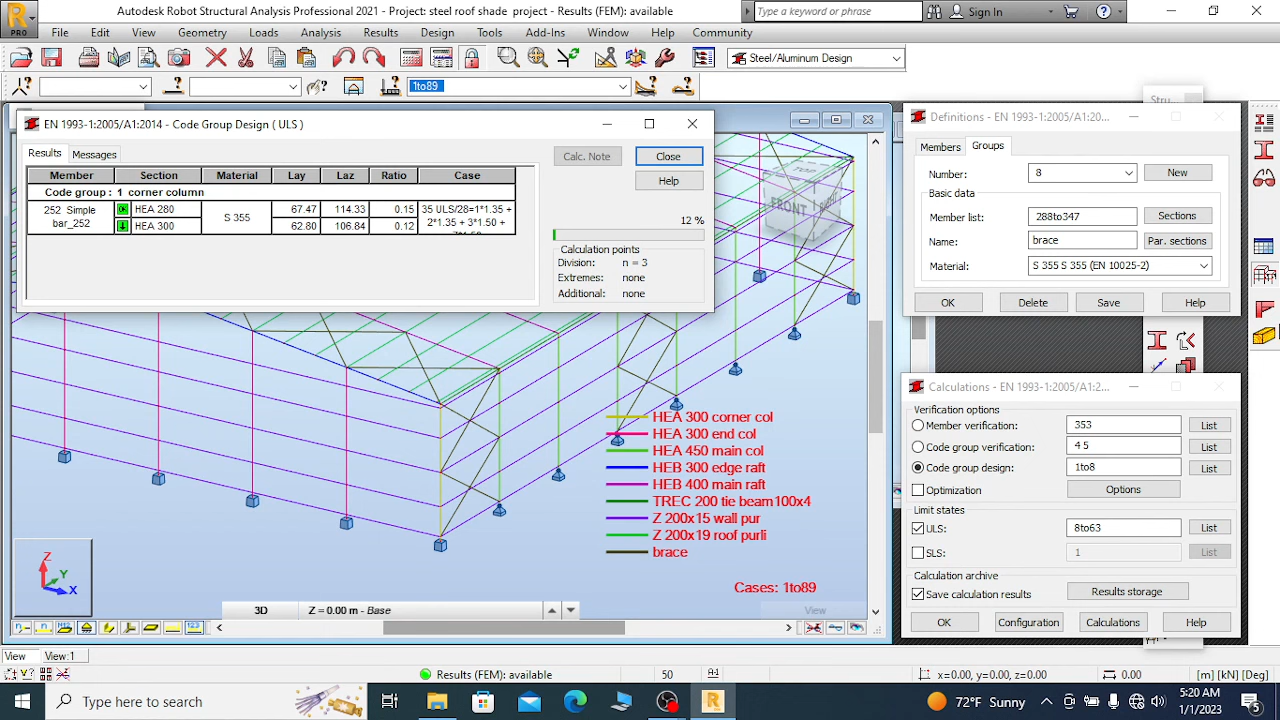 Autodesk Robot Structural Analysis Professional 2021 - Project: steel roof shade project - Results (FEM): available
Type a keyword or phrase
Sign In
File Edit View Geometry Loads Analysis Results Design Tools Add-Ins Window Help Community
PRO
Steel/Aluminum Design
1to89
EN 1993-1:2005/A1:2014 - Code Group Design ( ULS )
Results Messages
Member Section Material Lay Laz Ratio Case
Code group : 1 corner column
252 Simple bar_252
OK HEA 280 S 355 67.47 114.33 0.15 35 ULS/28=1*1.35 +
HEA 300 62.80 106.84 0.12 2*1.35 + 3*1.50 +
Calc. Note Close
Help
12 %
Calculation points
Division: n = 3
Extremes: none
Additional: none
TOP
FRONT RIGHT
Definitions - EN 1993-1:2005/A1:20...
Members Groups
Number: 8 New
Basic data
Member list: 288to347 Sections
Name: brace Par. sections
Material: S 355 S 355 (EN 10025-2)
OK Delete Save Help
Calculations - EN 1993-1:2005/A1:2...
Verification options
Member verification: 353 List
Code group verification: 4 5 List
Code group design: 1to8 List
Optimization Options
Limit states
ULS: 8to63 List
SLS: 1 List
Calculation archive
Save calculation results Results storage
OK Configuration Calculations Help
HEA 300 corner col
HEA 300 end col
HEA 450 main col
HEB 300 edge raft
HEB 400 main raft
TREC 200 tie beam100x4
Z 200x15 wall pur
Z 200x19 roof purli
brace
Cases: 1to89
Z
Y
X
3D Z = 0.00 m - Base
View
View View:1
Results (FEM): available 50 x=0.00, y=0.00, z=0.00 0.00 [m] [kN] [Deg]
Type here to search
72°F Sunny
5:20 AM
1/1/2023
5